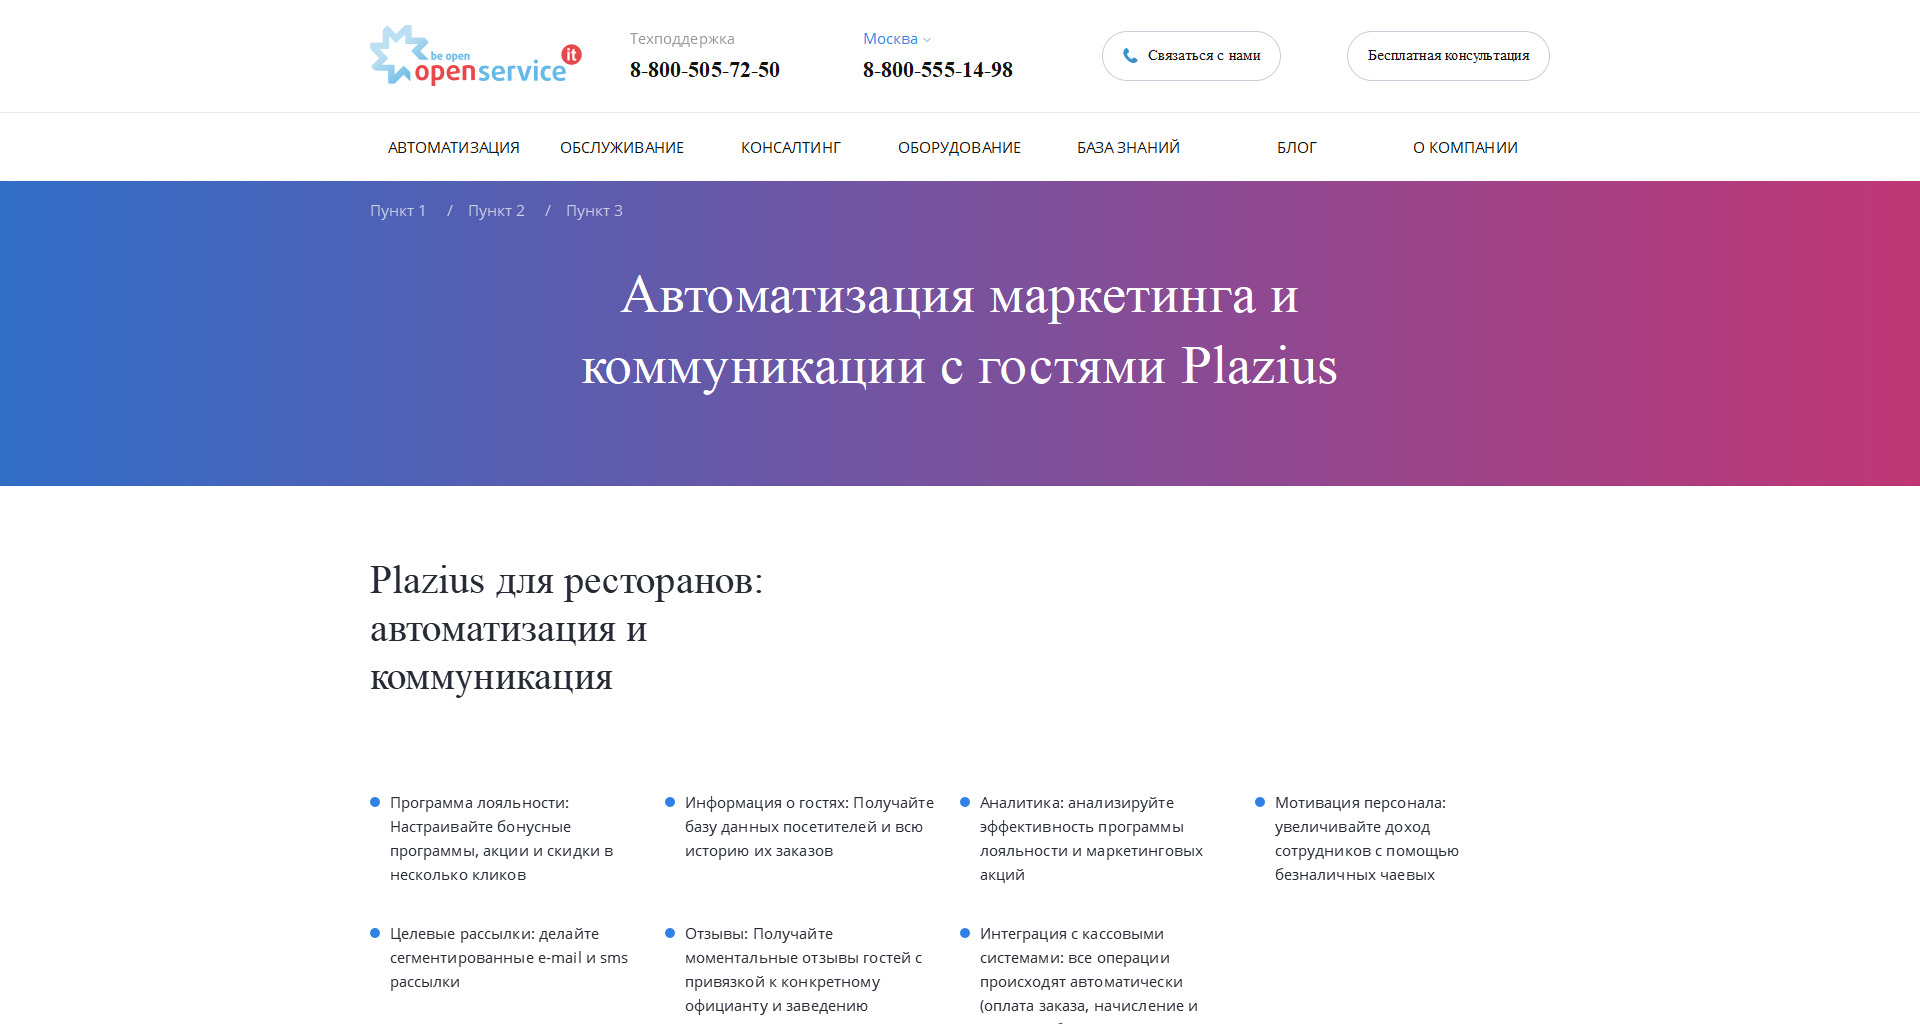 be open
openservice it
Техподдержка
8-800-505-72-50
Москва
8-800-555-14-98
Связаться с нами
Бесплатная консультация
АВТОМАТИЗАЦИЯ
ОБСЛУЖИВАНИЕ
КОНСАЛТИНГ
ОБОРУДОВАНИЕ
БАЗА ЗНАНИЙ
БЛОГ
О КОМПАНИИ
Пункт 1 / Пункт 2 / Пункт 3
Автоматизация маркетинга и
коммуникации с гостями Plazius
Plazius для ресторанов:
автоматизация и
коммуникация
Программа лояльности:
Настраивайте бонусные
программы, акции и скидки в
несколько кликов
Информация о гостях: Получайте
базу данных посетителей и всю
историю их заказов
Аналитика: анализируйте
эффективность программы
лояльности и маркетинговых
акций
Мотивация персонала:
увеличивайте доход
сотрудников с помощью
безналичных чаевых
Целевые рассылки: делайте
сегментированные e-mail и sms
рассылки
Отзывы: Получайте
моментальные отзывы гостей с
привязкой к конкретному
официанту и заведению
Интеграция с кассовыми
системами: все операции
происходят автоматически
(оплата заказа, начисление и